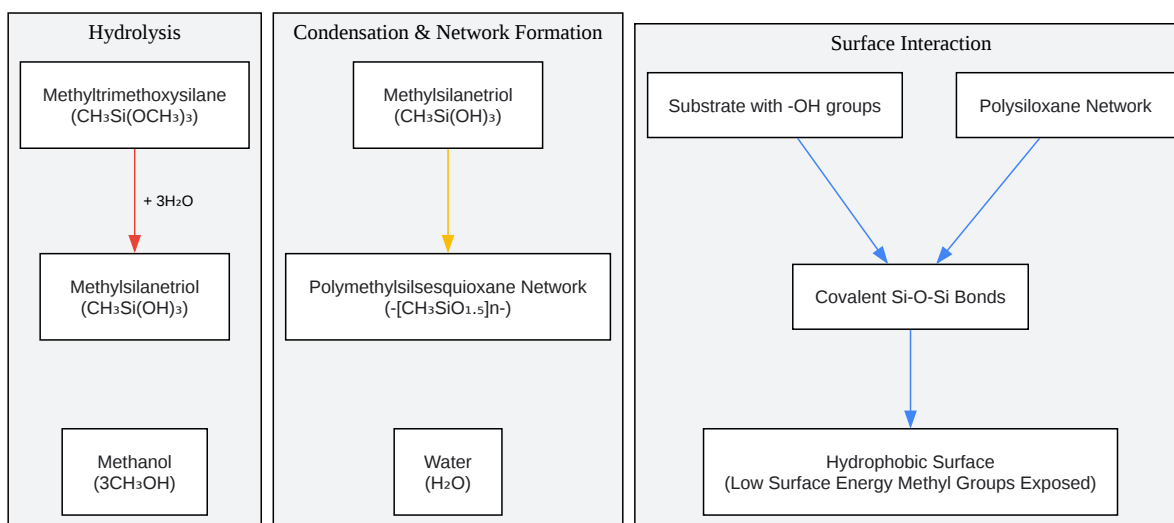 Hydrolysis
Methyltrimethoxysilane
(CH₃Si(OCH₃)₃)
+ 3H₂O
Methylsilanetriol
(CH₃Si(OH)₃)
Methanol
(3CH₃OH)
Condensation & Network Formation
Methylsilanetriol
(CH₃Si(OH)₃)
Polymethylsilsesquioxane Network
(-[CH₃SiO₁.₅]n-)
Water
(H₂O)
Surface Interaction
Substrate with -OH groups
Polysiloxane Network
Covalent Si-O-Si Bonds
Hydrophobic Surface
(Low Surface Energy Methyl Groups Exposed)